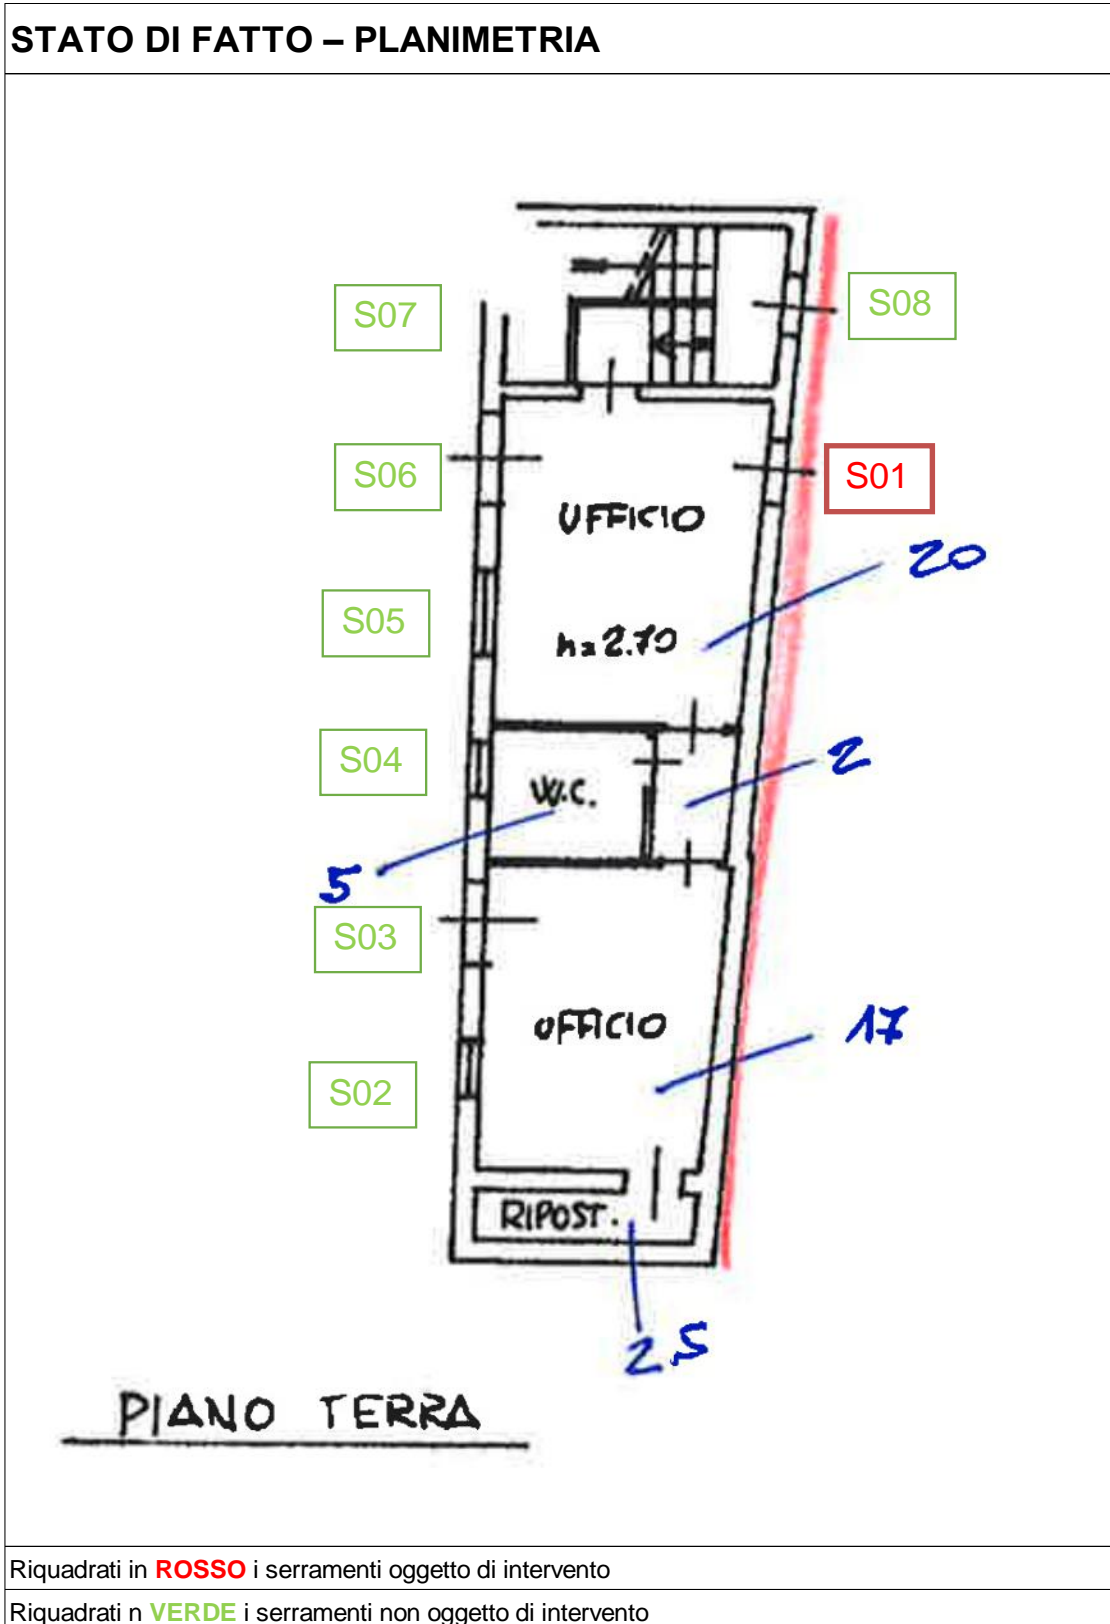 STATO DI FATTO – PLANIMETRIA
S07
S08
S06
S01
UFFICIO
20
S05
h=2.70
S04
2
W.C.
5
S03
UFFICIO
17
S02
RIPOST.
2,5
PIANO TERRA
Riquadrati in ROSSO i serramenti oggetto di intervento
Riquadrati n VERDE i serramenti non oggetto di intervento